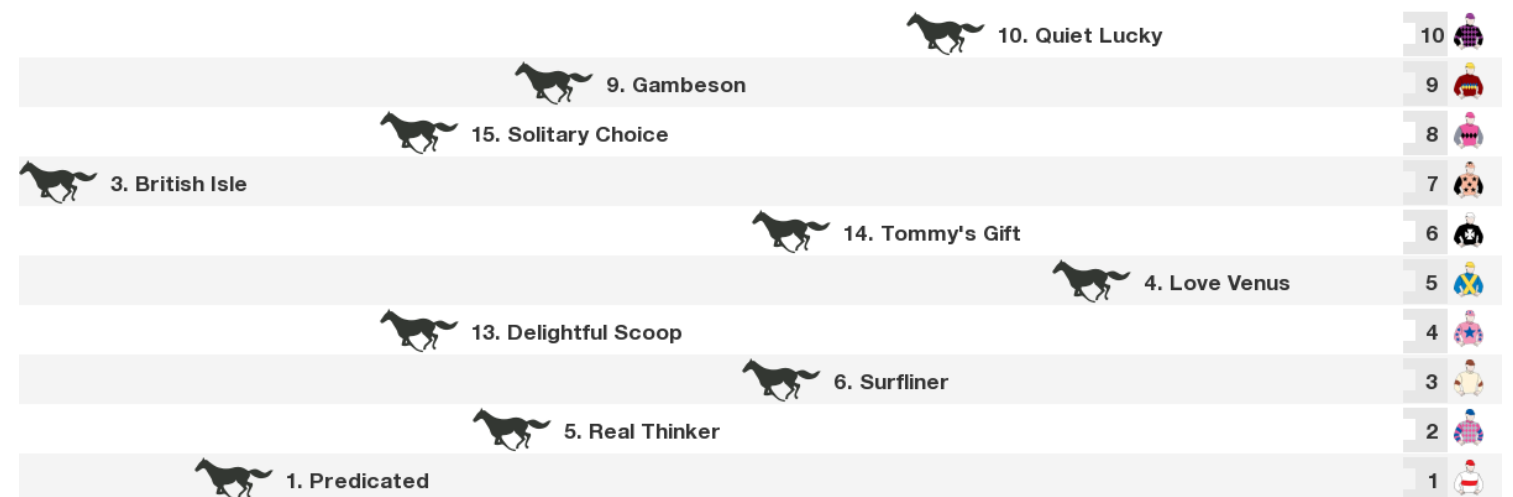 10. Quiet Lucky 10
9. Gambeson 9
15. Solitary Choice 8
3. British Isle 7
14. Tommy's Gift 6
4. Love Venus 5
13. Delightful Scoop 4
6. Surfliner 3
5. Real Thinker 2
1. Predicated 1